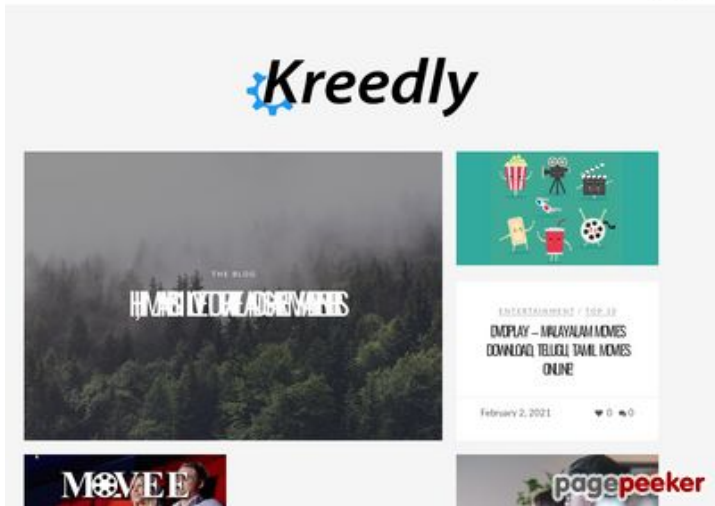 Kreedly
THE BLOG
ENTERTAINMENT / TOP 10
DVDPLAY – MALAYALAM MOVIES
DOWNLOAD, TELUGU, TAMIL MOVIES
ONLINE
February 2, 2021
0 0
MOVEE
pagepeeker